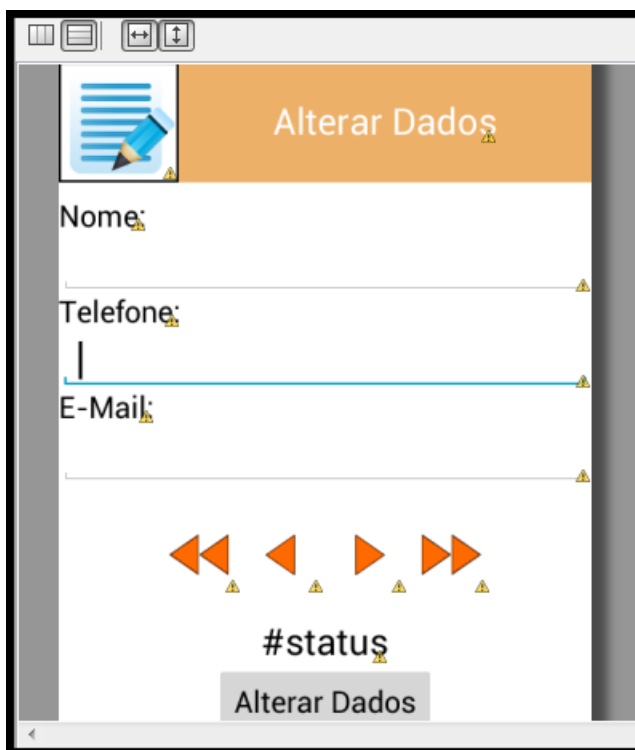 Alterar Dados
Nome:
Telefone:
E-Mail:
#status
Alterar Dados